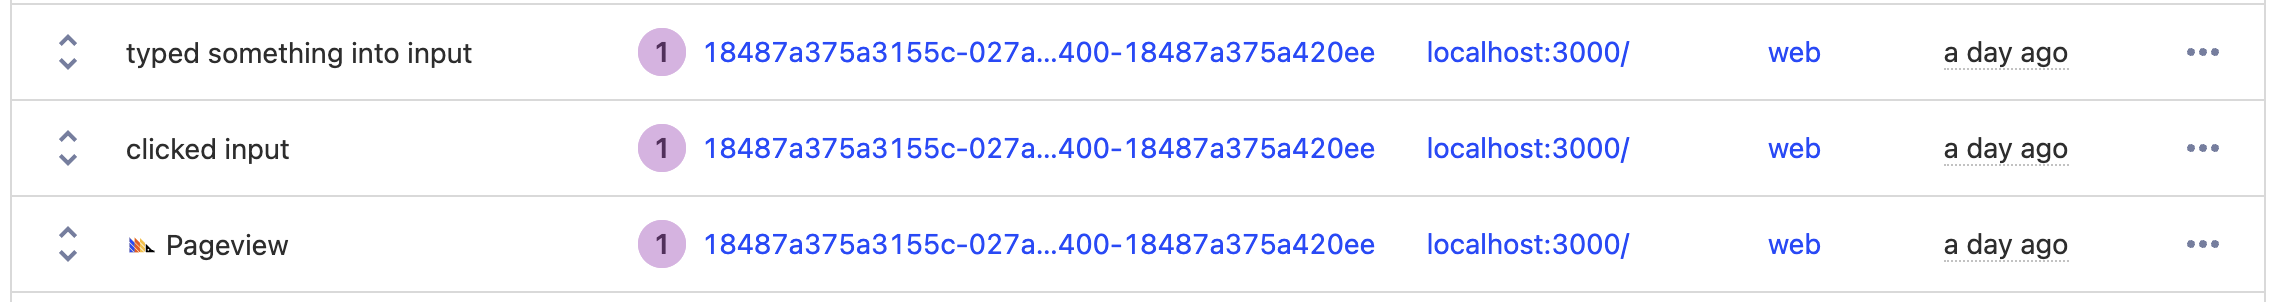 typed something into input 1 18487a375a3155c-027a...400-18487a375a420ee localhost:3000/ web a day ago
clicked input 1 18487a375a3155c-027a...400-18487a375a420ee localhost:3000/ web a day ago
Pageview 1 18487a375a3155c-027a...400-18487a375a420ee localhost:3000/ web a day ago